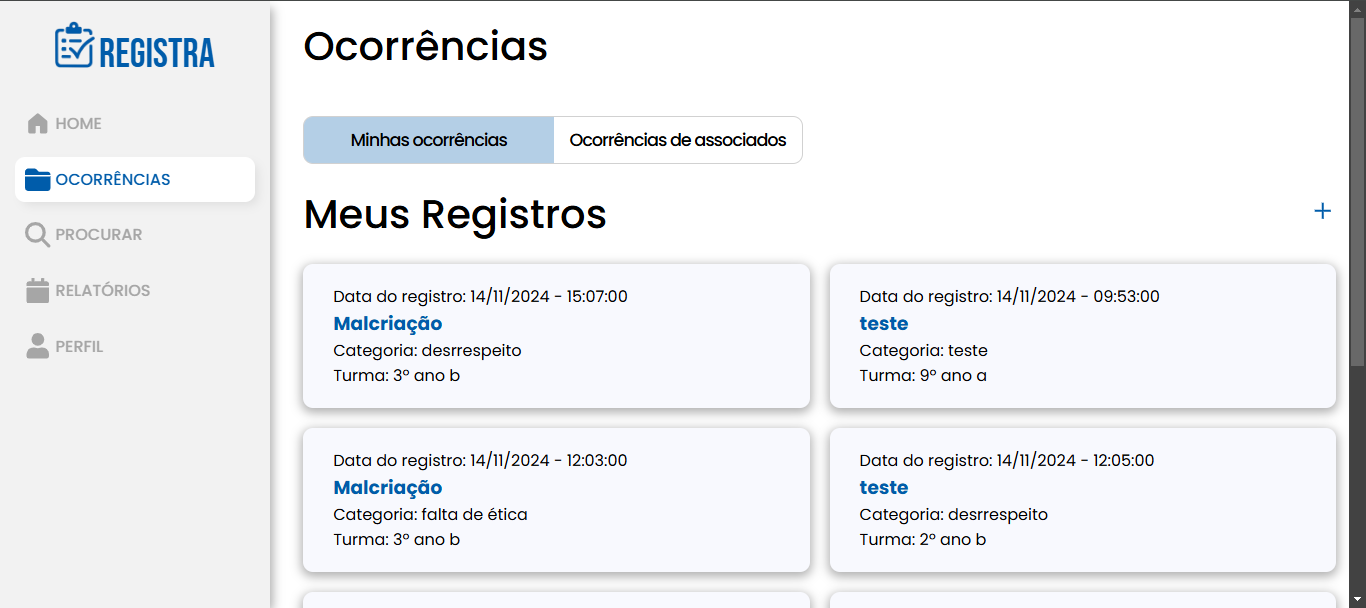 REGISTRA
HOME
OCORRÊNCIAS
PROCURAR
RELATÓRIOS
PERFIL
Ocorrências
Minhas ocorrências
Ocorrências de associados
Meus Registros
+
Data do registro: 14/11/2024 - 15:07:00
Malcriação
Categoria: desrrespeito
Turma: 3º ano b
Data do registro: 14/11/2024 - 09:53:00
teste
Categoria: teste
Turma: 9º ano a
Data do registro: 14/11/2024 - 12:03:00
Malcriação
Categoria: falta de ética
Turma: 3º ano b
Data do registro: 14/11/2024 - 12:05:00
teste
Categoria: desrrespeito
Turma: 2º ano b